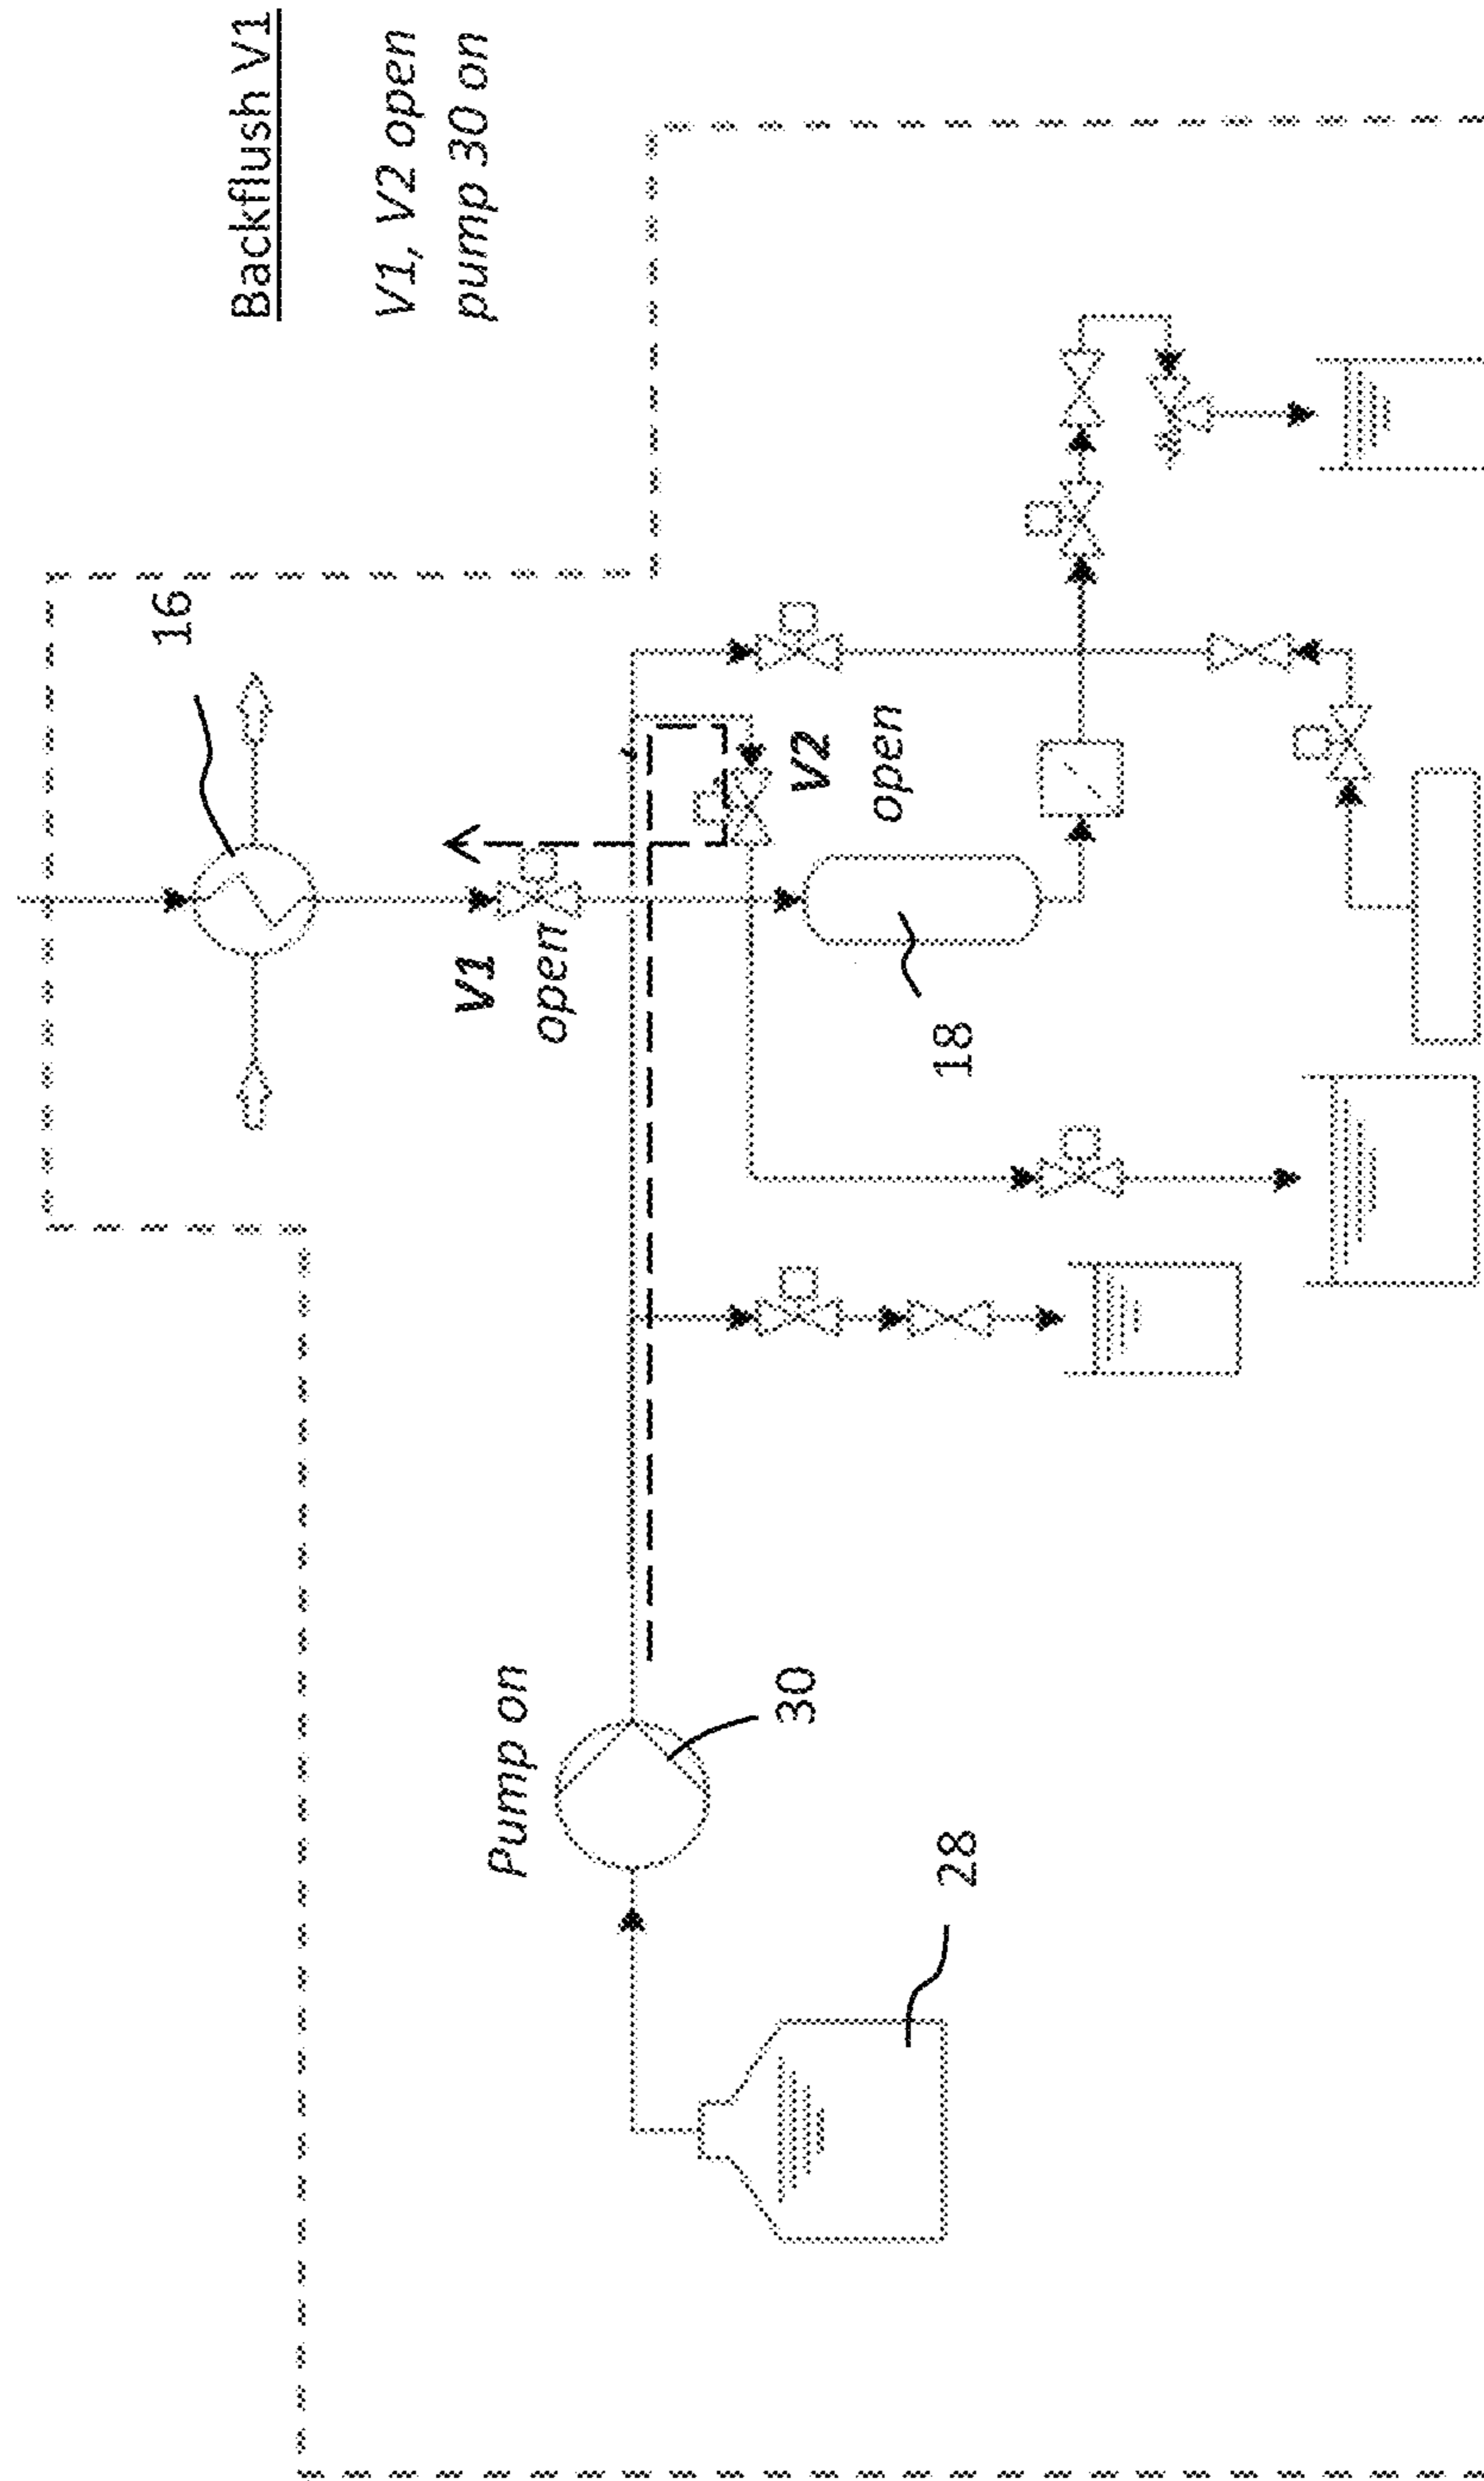 Backflush V1
V1, V2 open
pump 30 on
16
V1
open
V2
open
18
Pump on
30
28